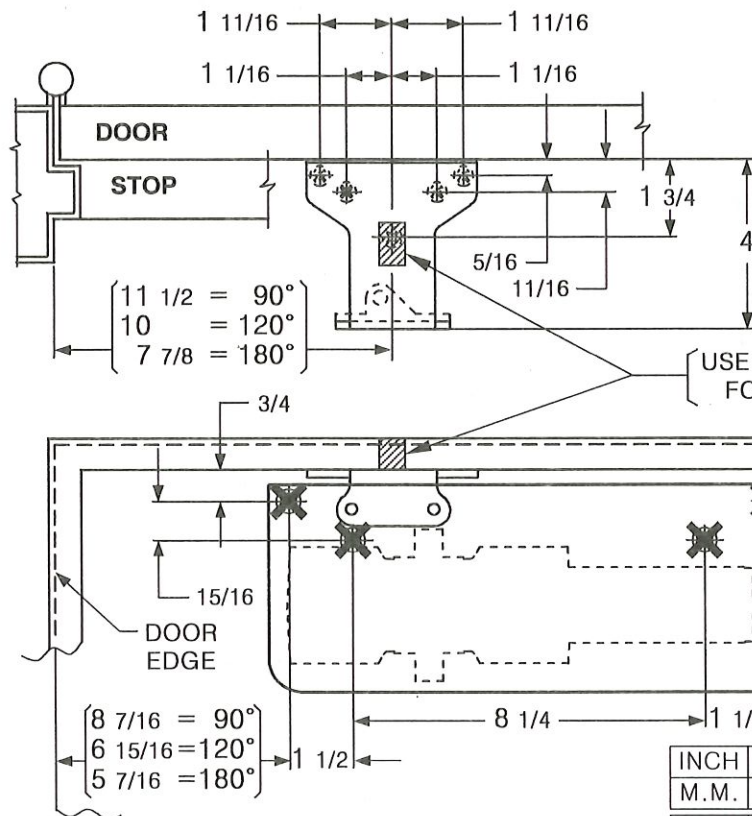 1 11/16 1 11/16
1 1/16 1 1/16
DOOR
STOP
1 3/4
4
5/16
11/16
11 1/2 = 90°
10 = 120°
7 7/8 = 180°
USE
3/4
15/16
DOOR
EDGE
8 7/16 = 90°
6 15/16 = 120°
5 7/16 = 180°
1 1/2
8 1/4
INCH
M.M.